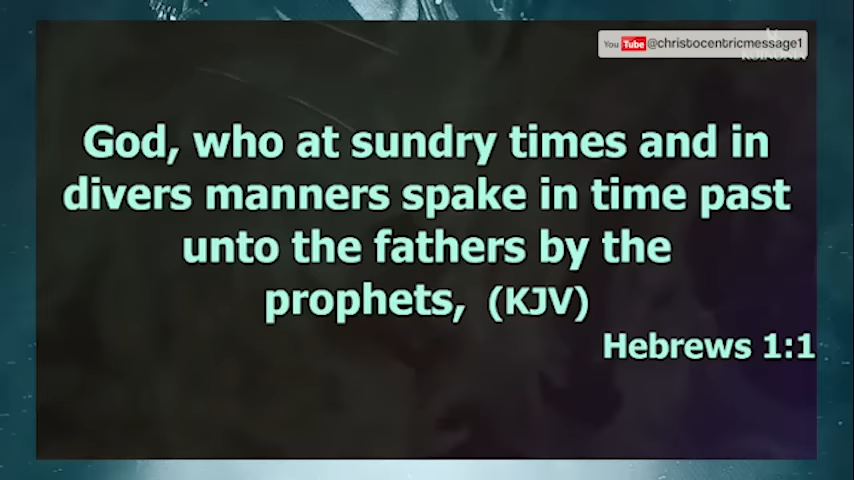 You Tube @christocentricmessage1
God, who at sundry times and in
divers manners spake in time past
unto the fathers by the
prophets, (KJV)
Hebrews 1:1